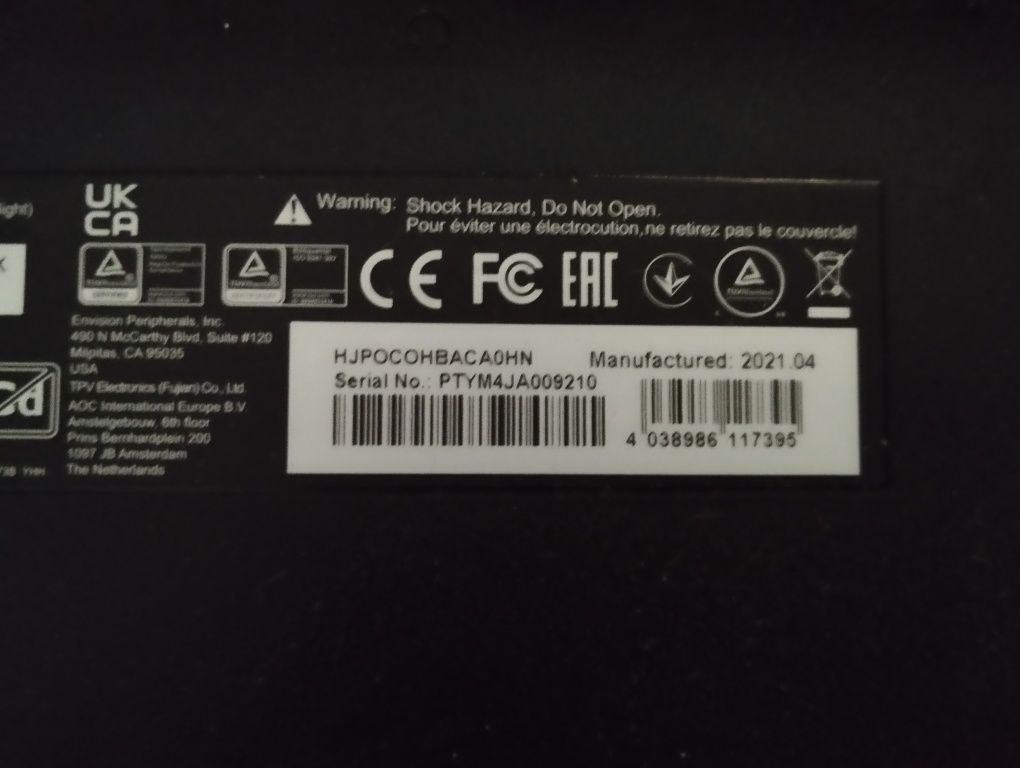 light)
UK
CA
Warning: Shock Hazard, Do Not Open.
Pour éviter une électrocution,ne retirez pas le couvercle!
CE FC EAC
Envision Peripherals, Inc.
490 N McCarthy Blvd, Suite #120
Milpitas, CA 95035
USA
TPV Electronics (Fujian) Co., Ltd.
AOC International Europe B.V.
Amstelgebouw, 6th floor
Prins Bernhardplein 200
1097 JB Amsterdam
The Netherlands
HJPOCOHBACA0HN
Manufactured: 2021.04
Serial No.: PTYM4JA009210
4 038986 117395